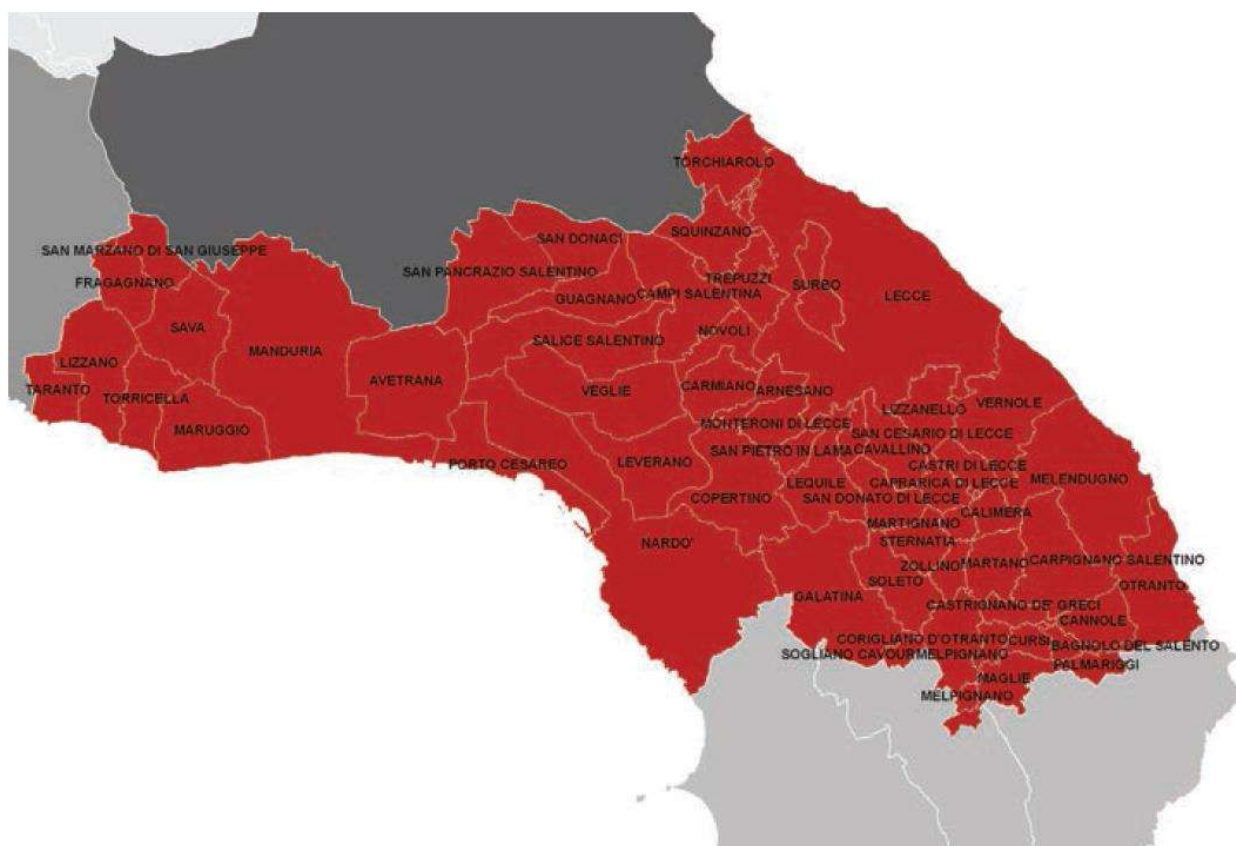 TORCHIAROLO
SQUINZANO
SAN DONACI
SAN MARZANO DI SAN GIUSEPPE
SAN PANCRAZIO SALENTINO
TREPUZZI
FRAGAGNANO
SURBO
GUAGNANO
CAMPI SALENTINA
LECCE
SAVA
NOVOLI
SALICE SALENTINO
MANDURIA
LIZZANO
AVETRANA
TARANTO
VEGLIE
CARMIANO
ARNESANO
TORRICELLA
LIZZANELLO
VERNOLE
MONTERONI DI LECCE
MARUGGIO
SAN CESARIO DI LECCE
SAN PIETRO IN LAMA
CAVALLINO
PORTO CESAREO
LEVERANO
CASTRI DI LECCE
MELENDUGNO
LEQUILE
CAPRARICA DI LECCE
COPERTINO
SAN DONATO DI LECCE
CALIMERA
MARTIGNANO
NARDO'
STERNATIA
CARPIGNANO SALENTINO
ZOLLINO
MARTANO
SOLETO
OTRANTO
GALATINA
CASTRIGNANO DE' GRECI
CANNOLE
CORIGLIANO D'OTRANTO
CURSI
BAGNOLO DEL SALENTO
SOGLIANO CAVOUR
MELPIGNANO
PALMARIGGI
MAGLIE
MELPIGNANO